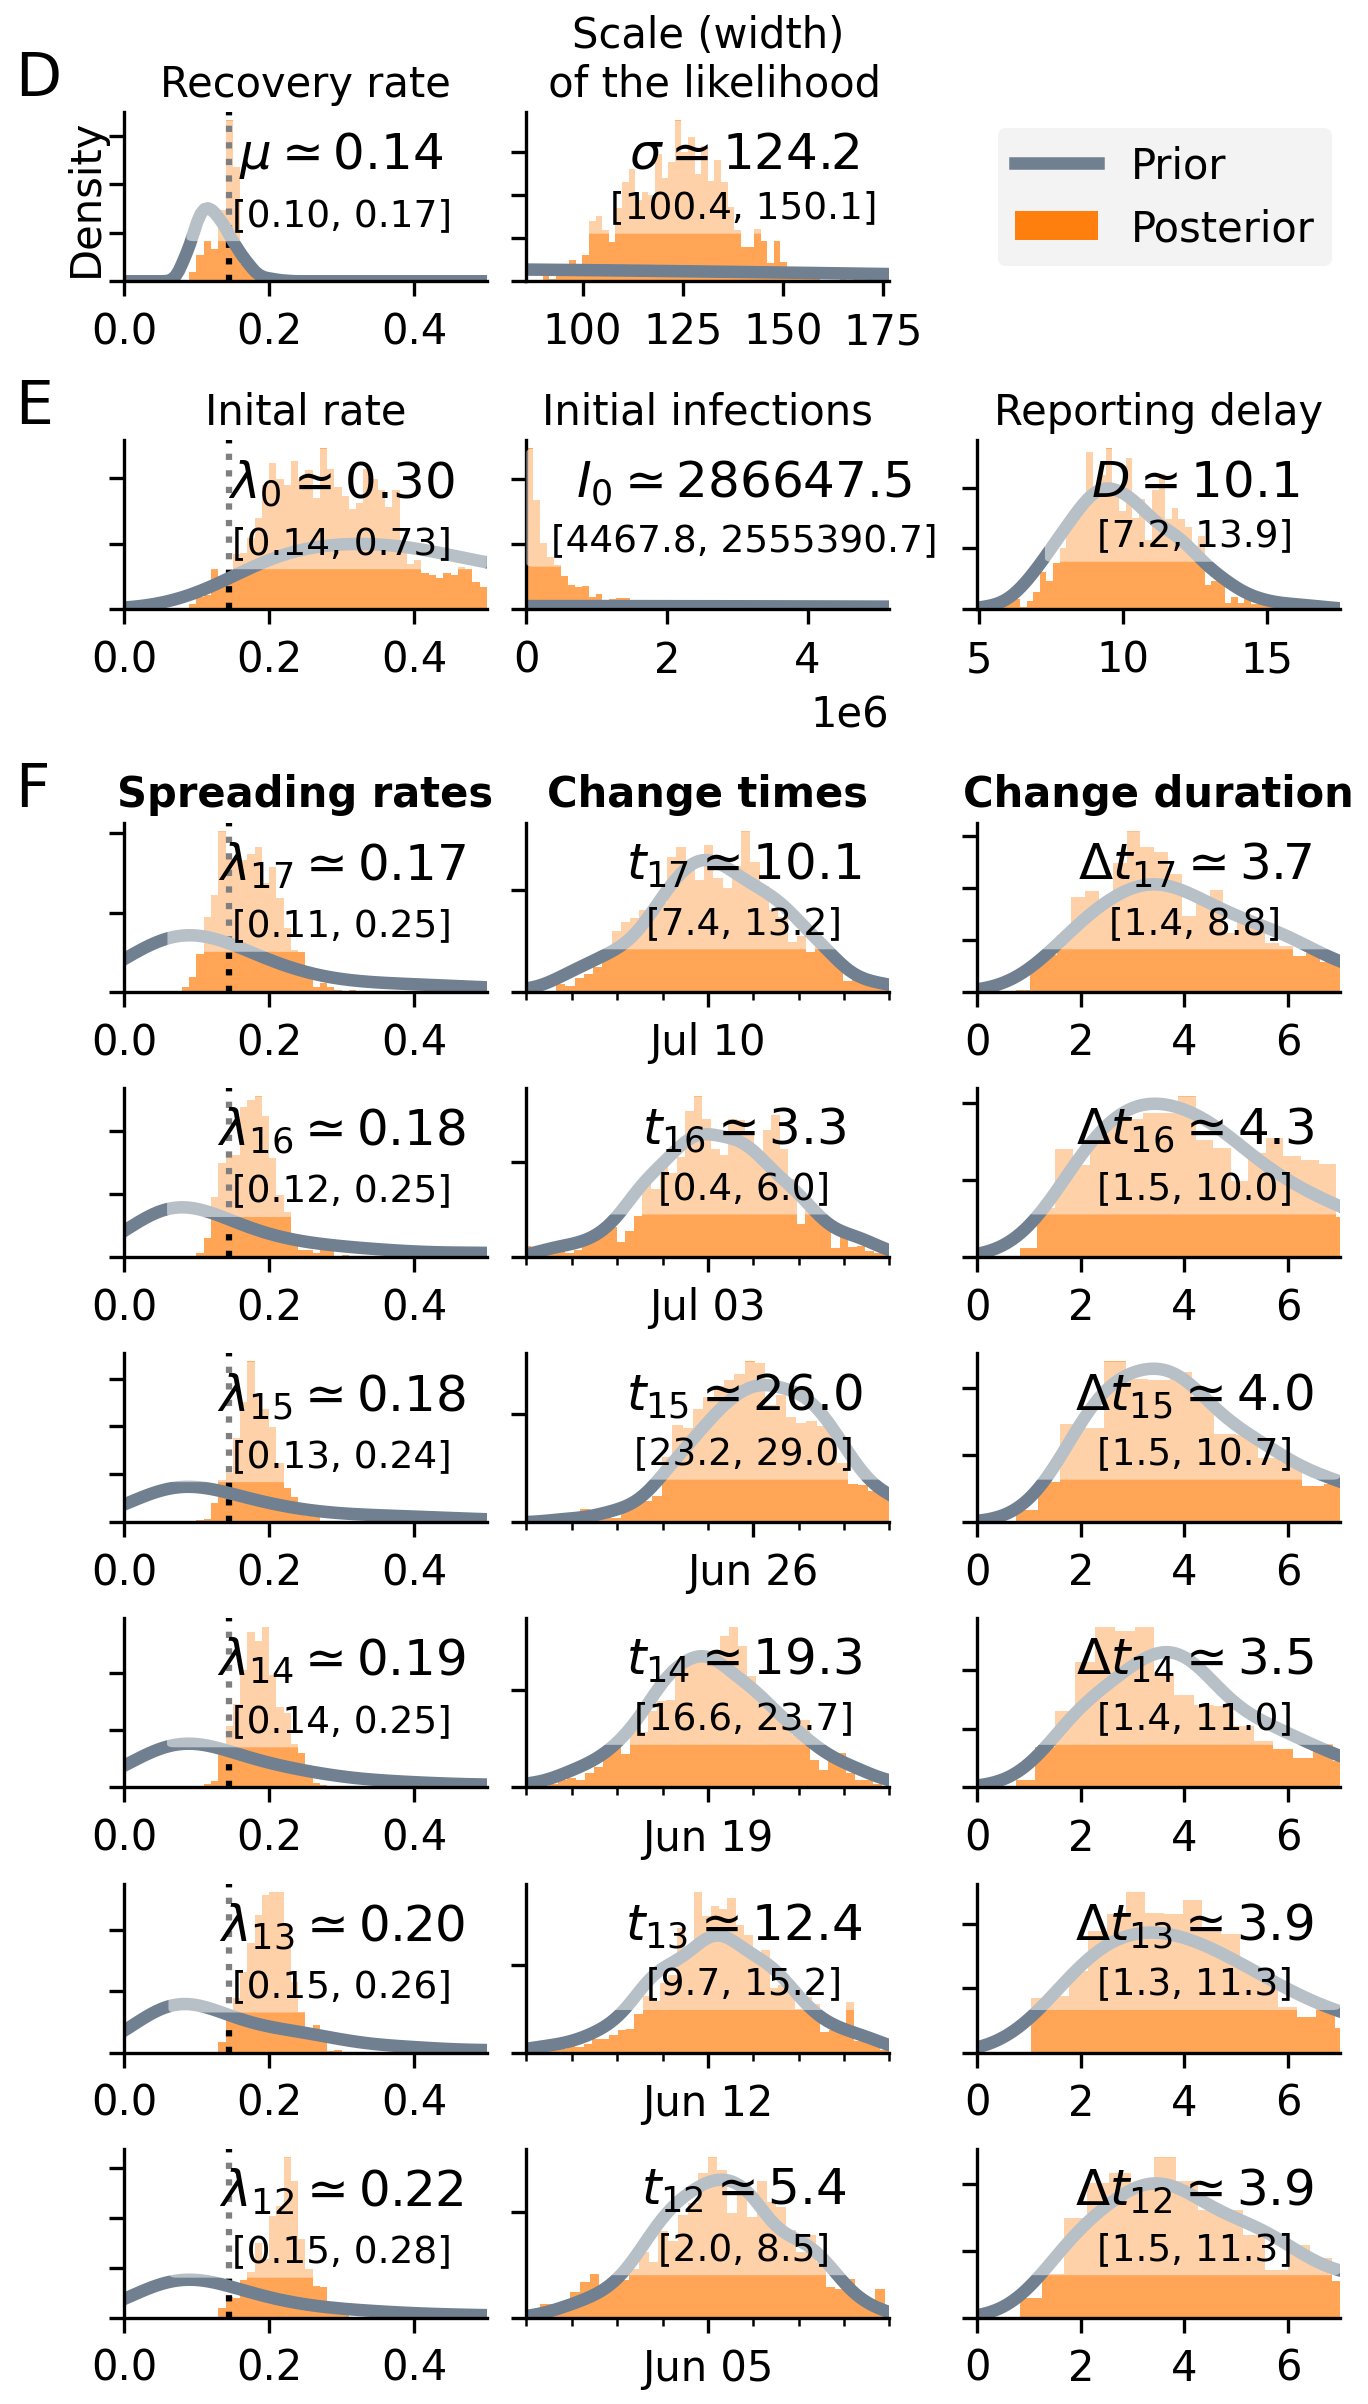 D
Recovery rate
Scale (width)
of the likelihood
Density
μ ≃ 0.14
[0.10, 0.17]
0.0 0.2 0.4
σ ≃ 124.2
[100.4, 150.1]
100 125 150 175
Prior
Posterior
E
Inital rate
λ0 ≃ 0.30
[0.14, 0.73]
0.0 0.2 0.4
Initial infections
I0 ≃ 286647.5
[4467.8, 2555390.7]
0 2 4
1e6
Reporting delay
D ≃ 10.1
[7.2, 13.9]
5 10 15
F
Spreading rates
Change times
Change duration
λ17 ≃ 0.17
[0.11, 0.25]
0.0 0.2 0.4
t17 ≃ 10.1
[7.4, 13.2]
Jul 10
Δt17 ≃ 3.7
[1.4, 8.8]
0 2 4 6
λ16 ≃ 0.18
[0.12, 0.25]
0.0 0.2 0.4
t16 ≃ 3.3
[0.4, 6.0]
Jul 03
Δt16 ≃ 4.3
[1.5, 10.0]
0 2 4 6
λ15 ≃ 0.18
[0.13, 0.24]
0.0 0.2 0.4
t15 ≃ 26.0
[23.2, 29.0]
Jun 26
Δt15 ≃ 4.0
[1.5, 10.7]
0 2 4 6
λ14 ≃ 0.19
[0.14, 0.25]
0.0 0.2 0.4
t14 ≃ 19.3
[16.6, 23.7]
Jun 19
Δt14 ≃ 3.5
[1.4, 11.0]
0 2 4 6
λ13 ≃ 0.20
[0.15, 0.26]
0.0 0.2 0.4
t13 ≃ 12.4
[9.7, 15.2]
Jun 12
Δt13 ≃ 3.9
[1.3, 11.3]
0 2 4 6
λ12 ≃ 0.22
[0.15, 0.28]
0.0 0.2 0.4
t12 ≃ 5.4
[2.0, 8.5]
Jun 05
Δt12 ≃ 3.9
[1.5, 11.3]
0 2 4 6